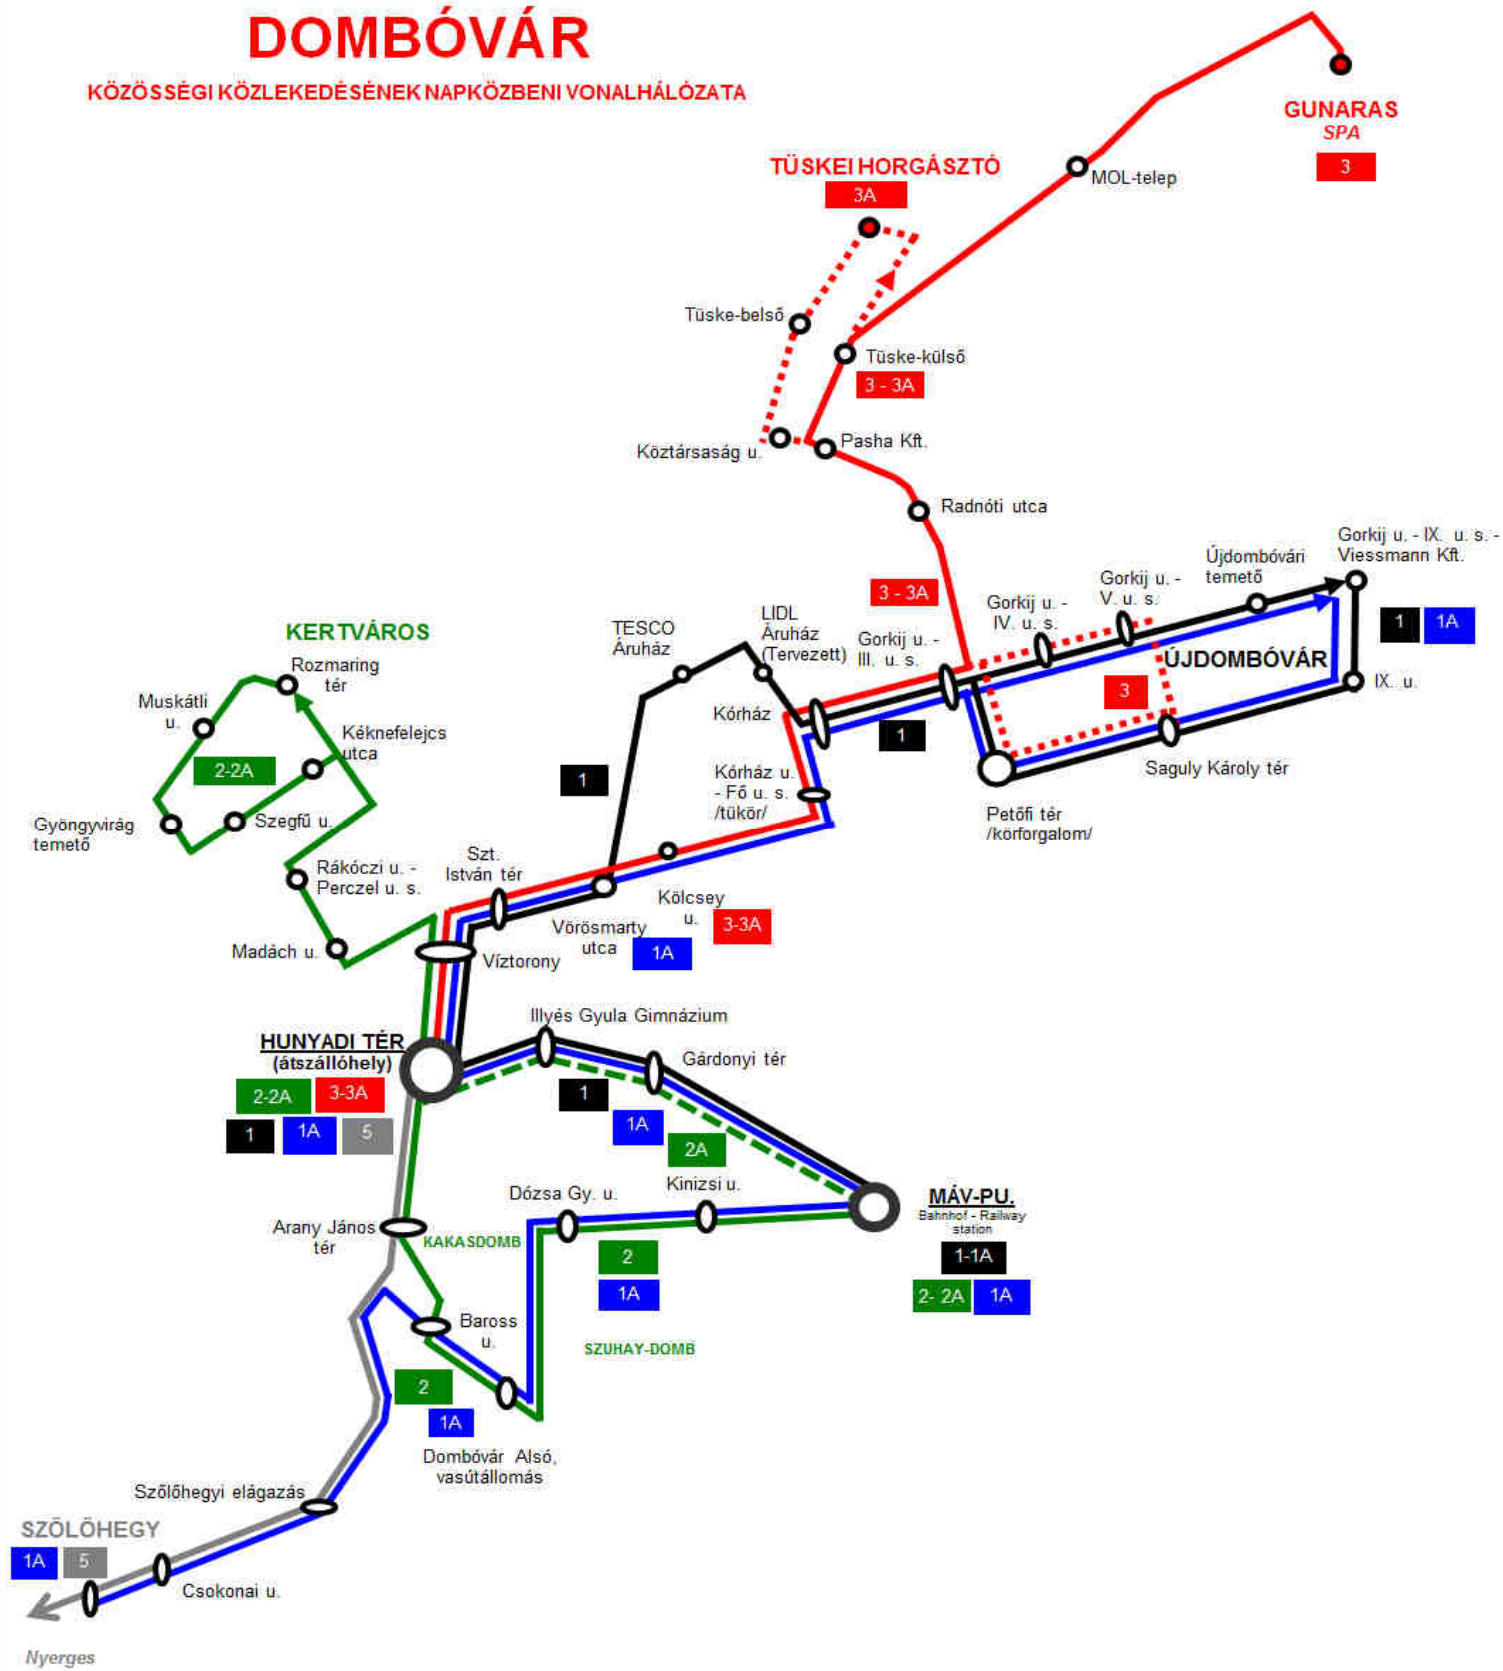 DOMBÓVÁR
KÖZÖSSÉGI KÖZLEKEDÉSÉNEK NAPKÖZBENI VONALHÁLÓZATA
GUNARAS
SPA
3
TÜSKEI HORGÁSZTÓ
3A
MOL-telep
Tüske-belső
Tüske-külső
3 - 3A
Köztársaság u.
Pasha Kft.
Radnóti utca
3 - 3A
Gorkij u. - IX. u. s. -
Viessmann Kft.
Újdombóvári
temető
Gorkij u. -
V. u. s.
Gorkij u. -
IV. u. s.
1
1A
LIDL
Áruház
(Tervezett)
TESCO
Áruház
Gorkij u. -
III. u. s.
ÚJDOMBÓVÁR
IX. u.
3
KERTVÁROS
Rozmaring
tér
Muskátli
u.
Kéknefelejcs
utca
2-2A
Kórház
1
1
Kórház u.
- Fő u. s.
/tükör/
Saguly Károly tér
Petőfi tér
/körforgalom/
Gyöngyvirág
temető
Szegfű u.
Rákóczi u. -
Perczel u. s.
Szt.
István tér
Kölcsey
u.
3-3A
Vörösmarty
utca
1A
Madách u.
Víztorony
Illyés Gyula Gimnázium
HUNYADI TÉR
(átszállóhely)
Gárdonyi tér
2-2A
3-3A
1
1A
5
1
1A
2A
Kinizsi u.
Dózsa Gy. u.
MÁV-PU.
Bahnhof - Railway
station
1-1A
2- 2A
1A
Arany János
tér
KAKASDOMB
2
1A
Baross
u.
SZUHAY-DOMB
2
1A
Dombóvár Alsó,
vasútállomás
Szőlőhegyi elágazás
SZŐLŐHEGY
1A
5
Csokonai u.
Nyerges